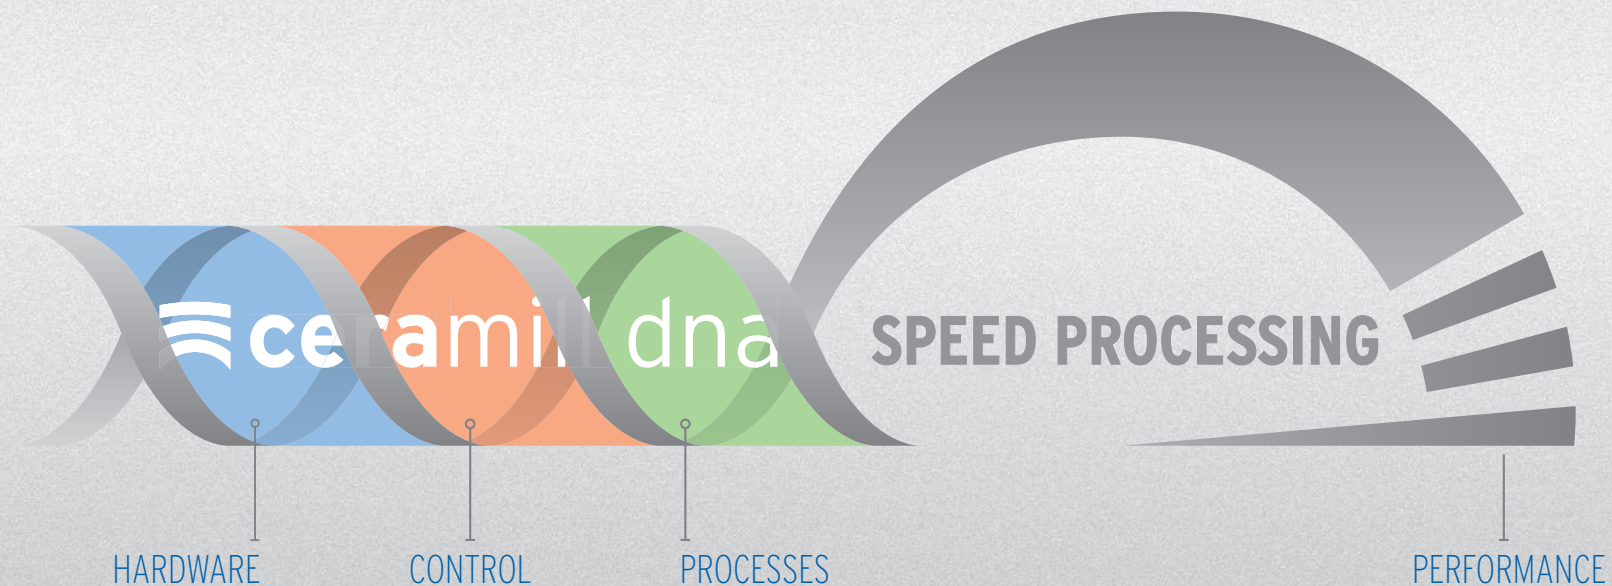 ceramill dna
SPEED PROCESSING
HARDWARE
CONTROL
PROCESSES
PERFORMANCE